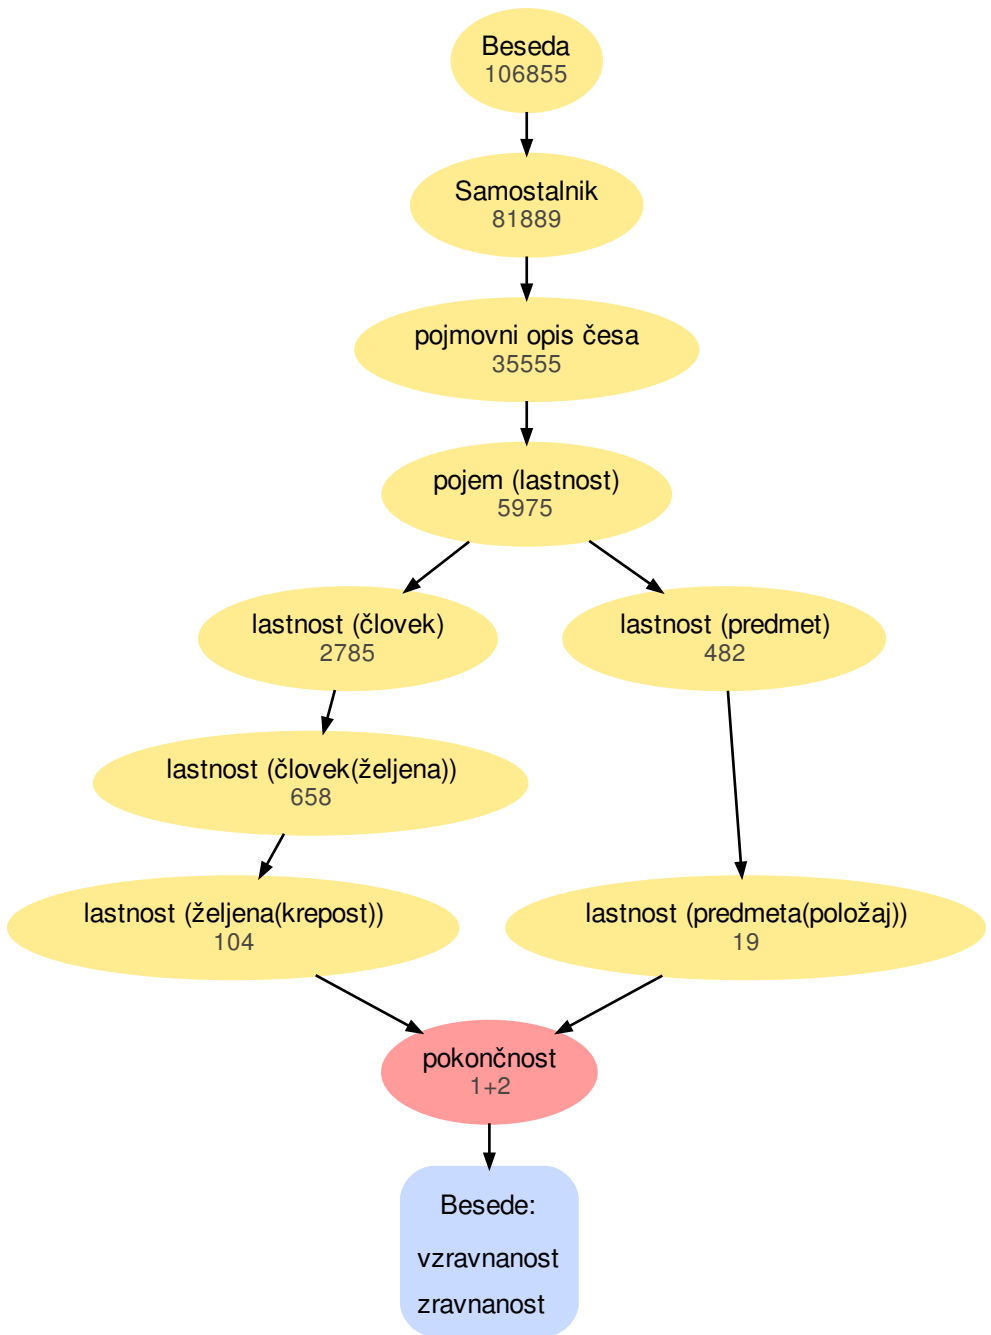 Beseda
106855
Samostalnik
81889
pojmovni opis česa
35555
pojem (lastnost)
5975
lastnost (človek)
2785
lastnost (predmet)
482
lastnost (človek(željena))
658
lastnost (željena(krepost))
104
lastnost (predmeta(položaj))
19
pokončnost
1+2
Besede:
vzravnanost
zravnanost